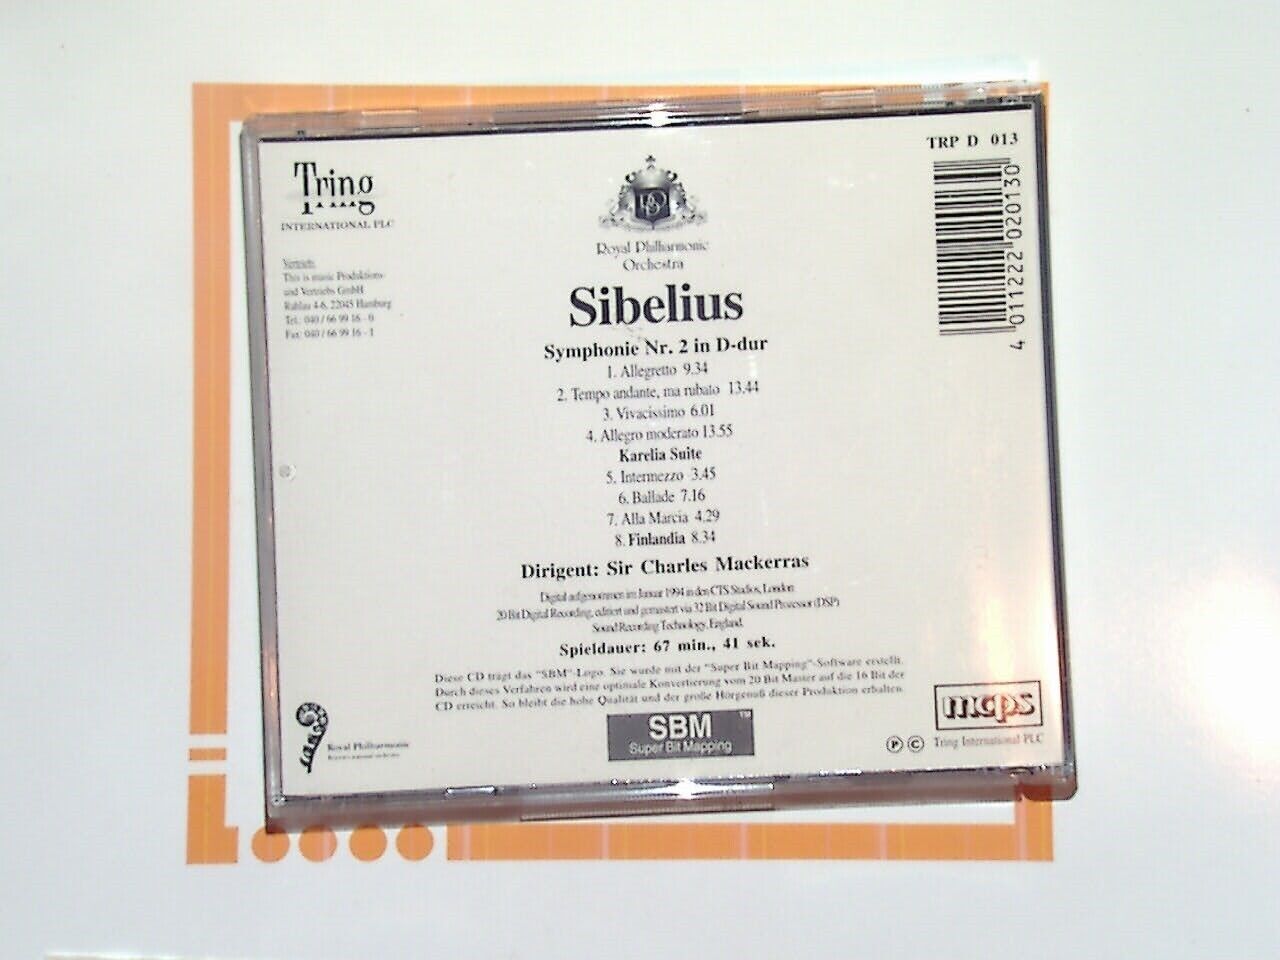 Tring
INTERNATIONAL PLC
Vertrieb:
This is music Produktions-
und Vertriebs GmbH
Ruhlau 4-6, 22045 Hamburg
Tel.: 040 / 66 99 16 - 0
Fax: 040 / 66 99 16 - 1
RPO
Royal Philharmonic
Orchestra
TRP D 013
4 011222 020130
Sibelius
Symphonie Nr. 2 in D-dur
1. Allegretto 9.34
2. Tempo andante, ma rubato 13.44
3. Vivacissimo 6.01
4. Allegro moderato 13.55
Karelia Suite
5. Intermezzo 3.45
6. Ballade 7.16
7. Alla Marcia 4.29
8. Finlandia 8.34
Dirigent: Sir Charles Mackerras
Digital aufgenommen im Januar 1994 in den CTS Studios, London
20 Bit Digital Recording, editiert und gemastert via 32 Bit Digital Sound Processor (DSP)
Sound Recording Technology, England.
Spieldauer: 67 min., 41 sek.
Diese CD trägt das "SBM"-Logo. Sie wurde mit der "Super Bit Mapping"-Software erstellt.
Durch dieses Verfahren wird eine optimale Konvertierung vom 20 Bit Master auf die 16 Bit der
CD erreicht. So bleibt die hohe Qualität und der große Hörgenuß dieser Produktion erhalten.
SBM™
Super Bit Mapping
Royal Philharmonic
mcps
Ⓟ © Tring International PLC